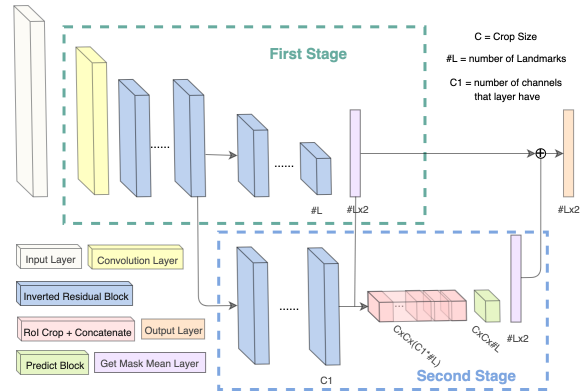 First Stage
C = Crop Size
#L = number of Landmarks
C1 = number of channels
that layer have
......
......
#L
#Lx2
#Lx2
Input Layer
Convolution Layer
Inverted Residual Block
RoI Crop + Concatenate
Output Layer
Predict Block
Get Mask Mean Layer
......
C1
...
CxCx(C1*#L)
CxCx#L
#Lx2
Second Stage